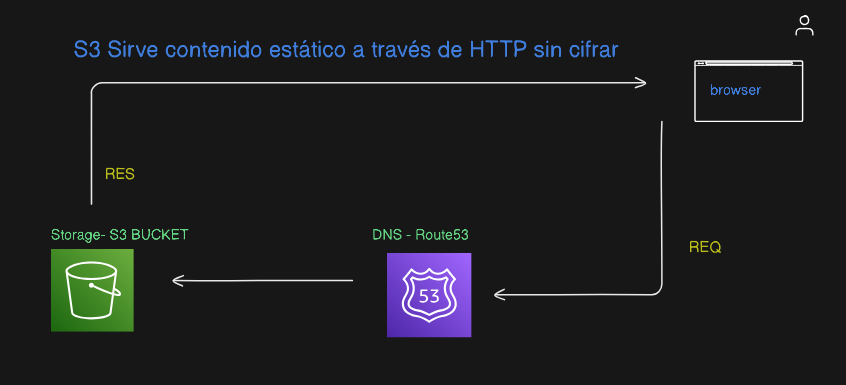 S3 Sirve contenido estático a través de HTTP sin cifrar
browser
RES
Storage- S3 BUCKET
DNS - Route53
REQ
53